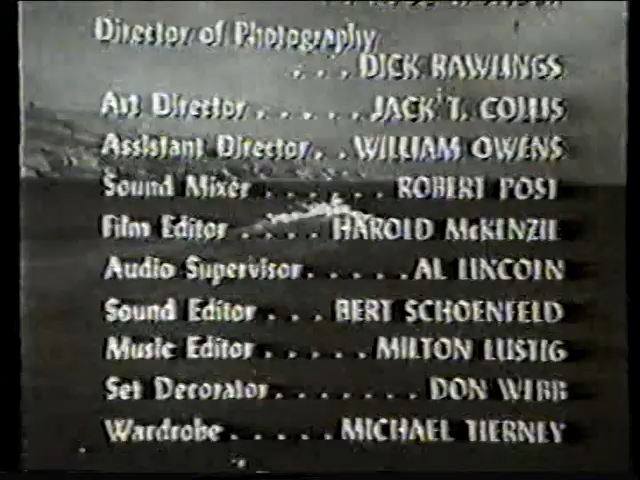 Director of Photography
. . . DICK RAWLINGS
Art Director . . . . . JACK T. COLLIS
Assistant Director . . WILLIAM OWENS
Sound Mixer . . . . . . ROBERT POST
Film Editor . . . . HAROLD McKENZIE
Audio Supervisor . . . . . AL LINCOLN
Sound Editor . . . BERT SCHOENFELD
Music Editor . . . . . MILTON LUSTIG
Set Decorator . . . . . . . DON WEBB
Wardrobe . . . . . MICHAEL TIERNEY